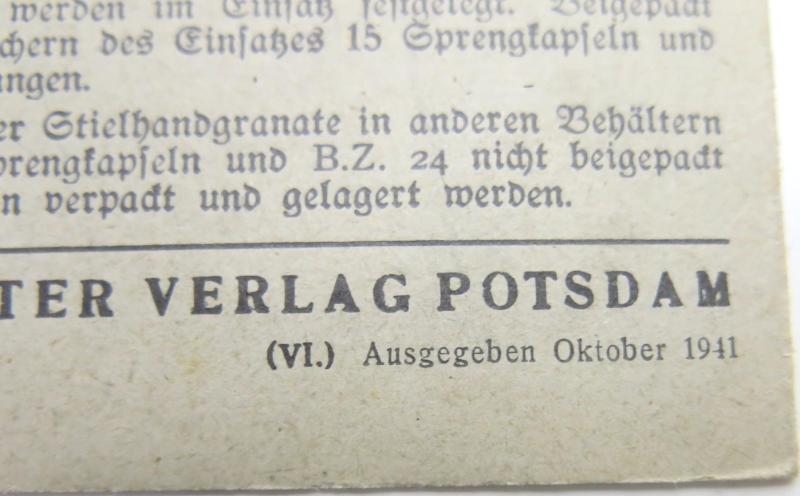 werden im Einsatz festgelegt. Beigepackt
chern des Einsatzes 15 Sprengkapseln und
ungen.
er Stielhandgranate in anderen Behältern
prengkapseln und B.Z. 24 nicht beigepackt
n verpackt und gelagert werden.
TER VERLAG POTSDAM
(VI.) Ausgegeben Oktober 1941